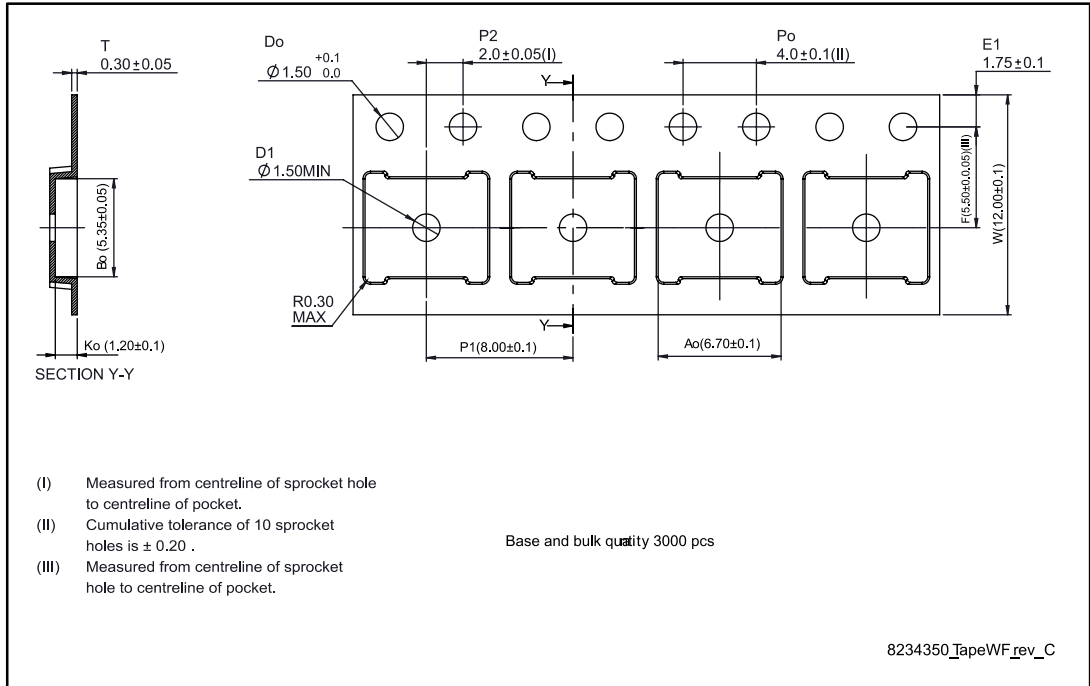 T
0.30±0.05
Do
Ø1.50 +0.1
0.0
P2
2.0±0.05(I)
Po
4.0±0.1(II)
E1
1.75±0.1
Y
D1
Ø1.50MIN
F(5.50±0.0.05)(III)
W(12.00±0.1)
Bo (5.35±0.05)
R0.30
MAX
Y
P1(8.00±0.1)
Ao(6.70±0.1)
Ko (1.20±0.1)
SECTION Y-Y
(I) Measured from centreline of sprocket hole
to centreline of pocket.
(II) Cumulative tolerance of 10 sprocket
holes is ± 0.20 .
(III) Measured from centreline of sprocket
hole to centreline of pocket.
Base and bulk quatity 3000 pcs
8234350_TapeWF_rev_C